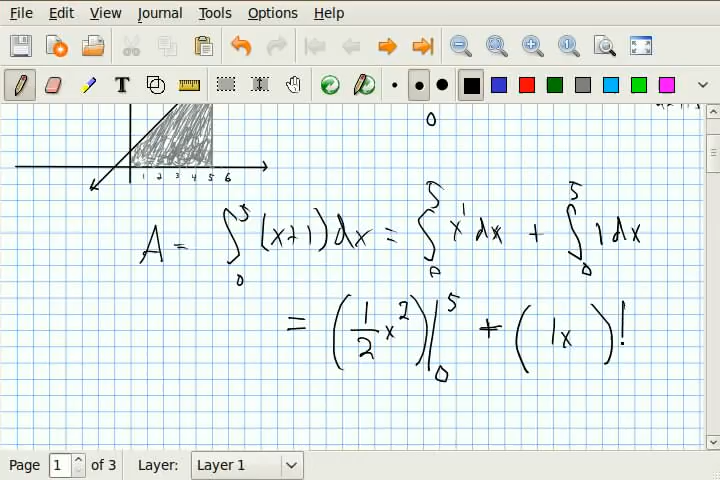 File Edit View Journal Tools Options Help
0
1 2 3 4 5 6
A = ∫₀⁵ (x+1)dx = ∫₀⁵ x¹ dx + ∫₀⁵ 1 dx
= (1/2 x²)|₀⁵ + (1x)!
Page 1 of 3 Layer: Layer 1